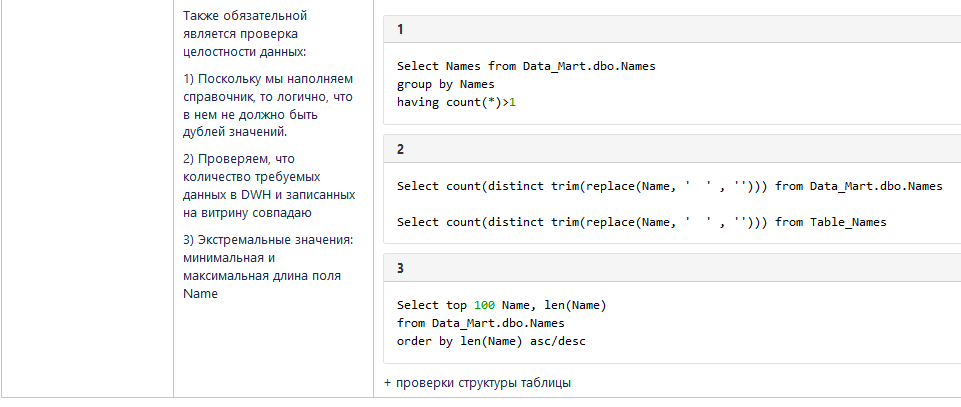 Также обязательной
является проверка
целостности данных:
1) Поскольку мы наполняем
справочник, то логично, что
в нем не должно быть
дублей значений.
2) Проверяем, что
количество требуемых
данных в DWH и записанных
на витрину совпадаю
3) Экстремальные значения:
минимальная и
максимальная длина поля
Name
1
Select Names from Data_Mart.dbo.Names
group by Names
having count(*)>1
2
Select count(distinct trim(replace(Name, '  ' , ''))) from Data_Mart.dbo.Names
Select count(distinct trim(replace(Name, '  ' , ''))) from Table_Names
3
Select top 100 Name, len(Name)
from Data_Mart.dbo.Names
order by len(Name) asc/desc
+ проверки структуры таблицы